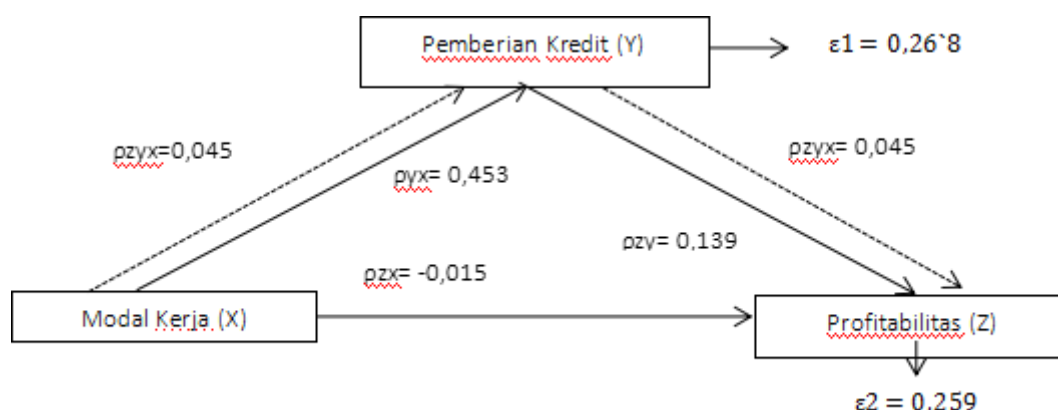 Pemberian Kredit (Y)
ε1 = 0,26`8
ρzyx=0,045
ρzyx= 0,045
ρyx= 0,453
ρzy= 0,139
ρzx= -0,015
Modal Kerja (X)
Profitabilitas (Z)
ε2 = 0,259